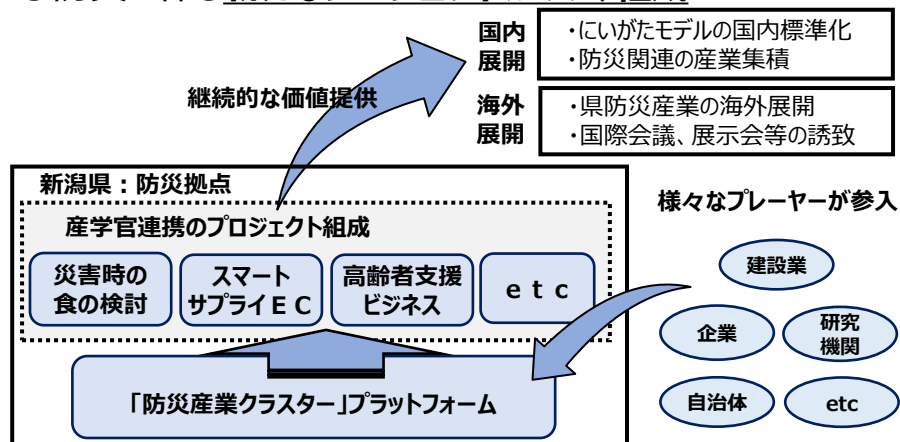 国内
展開
・にいがたモデルの国内標準化
・防災関連の産業集積
継続的な価値提供
海外
展開
・県防災産業の海外展開
・国際会議、展示会等の誘致
新潟県：防災拠点
様々なプレーヤーが参入
産学官連携のプロジェクト組成
災害時の
食の検討
スマート
サプライＥＣ
高齢者支援
ビジネス
ｅｔｃ
建設業
企業
研究
機関
「防災産業クラスター」プラットフォーム
自治体
etc